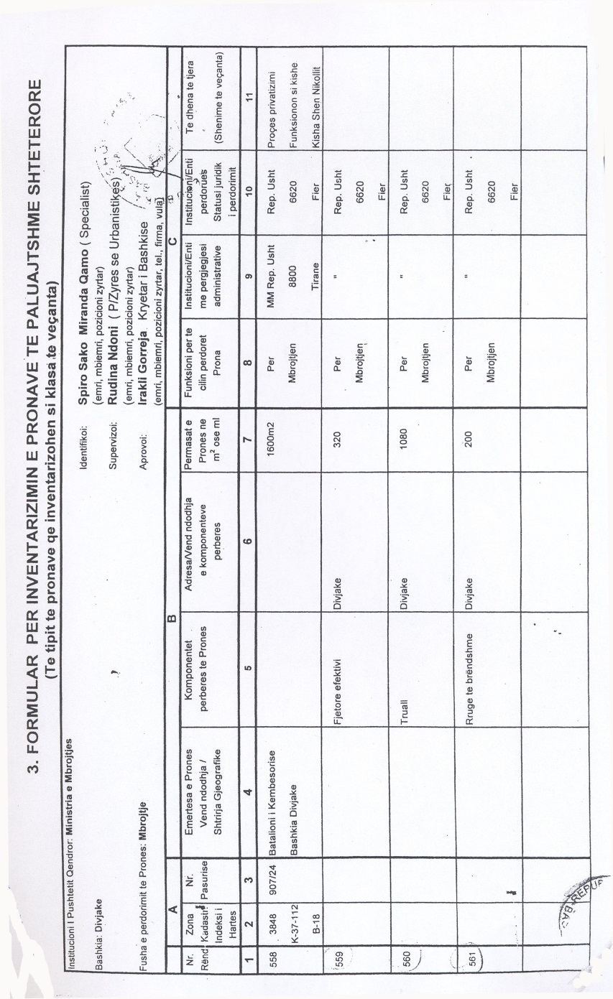 3. FORMULAR PER INVENTARIZIMIN E PRONAVE TE PALUAJTSHME SHTETERORE
(Te tipit te pronave qe inventarizohen si klasa te veçanta)
Institucioni I Pushtetit Qendror: Ministria e Mbrojtjes
Bashkia: Divjake
Fusha e perdorimit te Prones: Mbrojtje
Identifikoi: Spiro Sako Miranda Qamo ( Specialist)
(emri, mbiemri, pozicioni zyrtar)
Supervizoi: Rudina Ndoni ( P/Zyres se Urbanistikes)
(emri, mbiemri, pozicioni zyrtar)
Aprovoi: Irakli Gorreja Kryetar i Bashkise
(emri, mbiemri, pozicioni zyrtar, tel., firma, vula)
A B C
Nr. Rënd.
Zona Kadastr. Indeksi i Hartes
Nr. Pasurise
Emertesa e Prones Vend ndodhja / Shtrirja Gjeografike
Komponentet perberes te Prones
Adresa/Vend ndodhja e komponenteve perberes
Permasat e Prones ne m² ose ml
Funksioni per te cilin perdoret Prona
Institucioni/Enti me pergjegjesi administrative
Institucioni/Enti perdorues Statusi juridik i perdorimit
Te dhena te tjera (Shenime te veçanta)
1 2 3 4 5 6 7 8 9 10 11
558 3848 907/24 Batalioni i Kembesorise 1600m2 Per MM Rep. Usht Rep. Usht Proçes privatizimi
K-37-112 Bashkia Divjake Mbrojtjen 8800 6620 Funksionon si kishe
B-18 Tirane Fier Kisha Shen Nikollit
559 Fjetore efektivi Divjake 320 Per " Rep. Usht
Mbrojtjen 6620
Fier
560 Truall Divjake 1080 Per " Rep. Usht
Mbrojtjen 6620
Fier
561 Rruge te brëndshme Divjake 200 Per " Rep. Usht
Mbrojtjen 6620
Fier